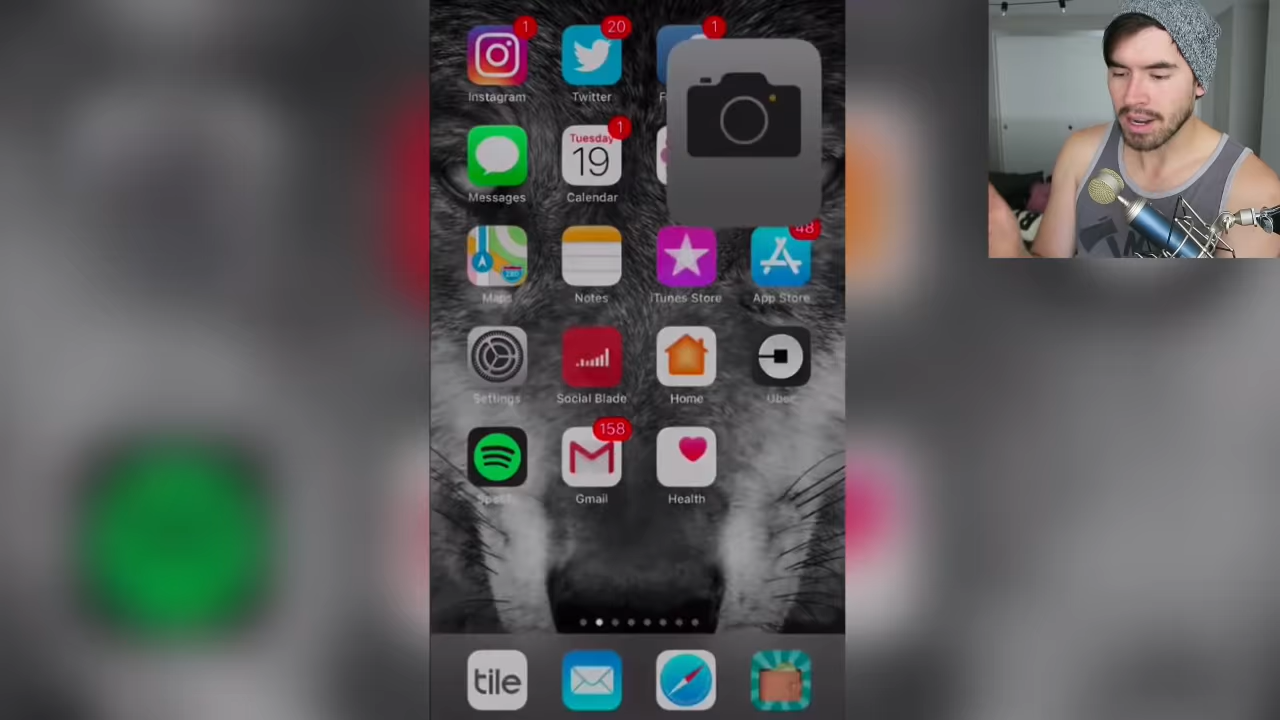 1
20
1
Instagram
Twitter
F
Tuesday
1
19
Messages
Calendar
280
48
Maps
Notes
iTunes Store
App Store
Settings
Social Blade
Home
Uber
158
Gmail
Health
tile